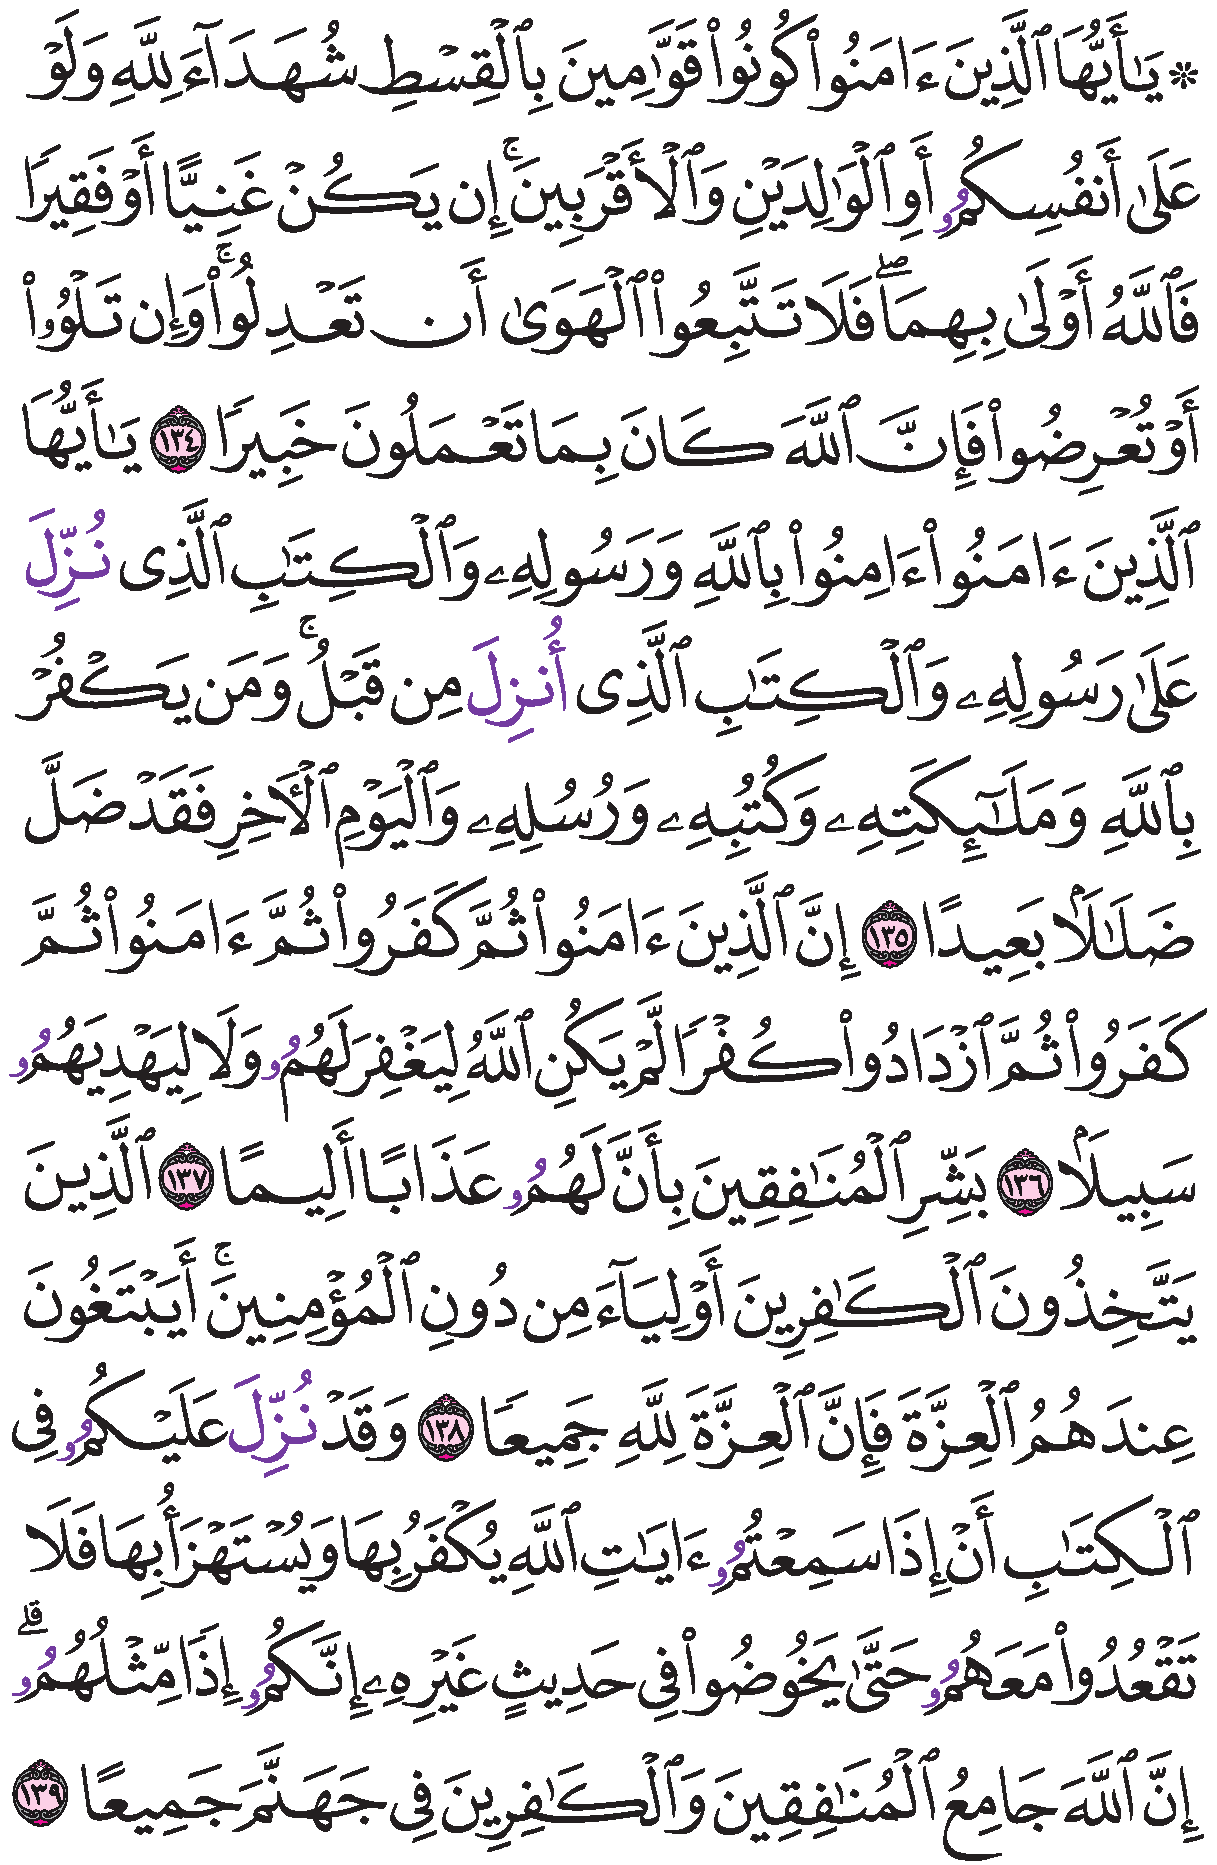 ۞ يَٰٓأَيُّهَا ٱلَّذِينَ ءَامَنُواْ كُونُواْ قَوَّٰمِينَ بِٱلۡقِسۡطِ شُهَدَآءَ لِلَّهِ وَلَوۡ
عَلَىٰٓ أَنفُسِكُمُۥٓ أَوِ ٱلۡوَٰلِدَيۡنِ وَٱلۡأَقۡرَبِينَۚ إِن يَكُنۡ غَنِيًّا أَوۡ فَقِيرٗا
فَٱللَّهُ أَوۡلَىٰ بِهِمَاۖ فَلَا تَتَّبِعُواْ ٱلۡهَوَىٰٓ أَن تَعۡدِلُواْۚ وَإِن تَلۡوُۥٓاْ
أَوۡ تُعۡرِضُواْ فَإِنَّ ٱللَّهَ كَانَ بِمَا تَعۡمَلُونَ خَبِيرٗا ١٣٤ يَٰٓأَيُّهَا
ٱلَّذِينَ ءَامَنُوٓاْ ءَامِنُواْ بِٱللَّهِ وَرَسُولِهِۦ وَٱلۡكِتَٰبِ ٱلَّذِي نُزِّلَ
عَلَىٰ رَسُولِهِۦ وَٱلۡكِتَٰبِ ٱلَّذِيٓ أُنزِلَ مِن قَبۡلُۚ وَمَن يَكۡفُرۡ
بِٱللَّهِ وَمَلَٰٓئِكَتِهِۦ وَكُتُبِهِۦ وَرُسُلِهِۦ وَٱلۡيَوۡمِ ٱلۡأٓخِرِ فَقَدۡ ضَلَّ
ضَلَٰلَۢا بَعِيدًا ١٣٥ إِنَّ ٱلَّذِينَ ءَامَنُواْ ثُمَّ كَفَرُواْ ثُمَّ ءَامَنُواْ ثُمَّ
كَفَرُواْ ثُمَّ ٱزۡدَادُواْ كُفۡرٗا لَّمۡ يَكُنِ ٱللَّهُ لِيَغۡفِرَ لَهُمُۥ وَلَا لِيَهۡدِيَهُمُۥ
سَبِيلَۢا ١٣٦ بَشِّرِ ٱلۡمُنَٰفِقِينَ بِأَنَّ لَهُمُۥ عَذَابًا أَلِيمًا ١٣٧ ٱلَّذِينَ
يَتَّخِذُونَ ٱلۡكَٰفِرِينَ أَوۡلِيَآءَ مِن دُونِ ٱلۡمُؤۡمِنِينَۚ أَيَبۡتَغُونَ
عِندَهُمُ ٱلۡعِزَّةَ فَإِنَّ ٱلۡعِزَّةَ لِلَّهِ جَمِيعٗا ١٣٨ وَقَدۡ نُزِّلَ عَلَيۡكُمُۥ فِي
ٱلۡكِتَٰبِ أَنۡ إِذَا سَمِعۡتُمُۥٓ ءَايَٰتِ ٱللَّهِ يُكۡفَرُ بِهَا وَيُسۡتَهۡزَأُ بِهَا فَلَا
تَقۡعُدُواْ مَعَهُمُۥ حَتَّىٰ يَخُوضُواْ فِي حَدِيثٍ غَيۡرِهِۦٓ إِنَّكُمُۥٓ إِذٗا مِّثۡلُهُمُۥٓۗ
إِنَّ ٱللَّهَ جَامِعُ ٱلۡمُنَٰفِقِينَ وَٱلۡكَٰفِرِينَ فِي جَهَنَّمَ جَمِيعًا ١٣٩